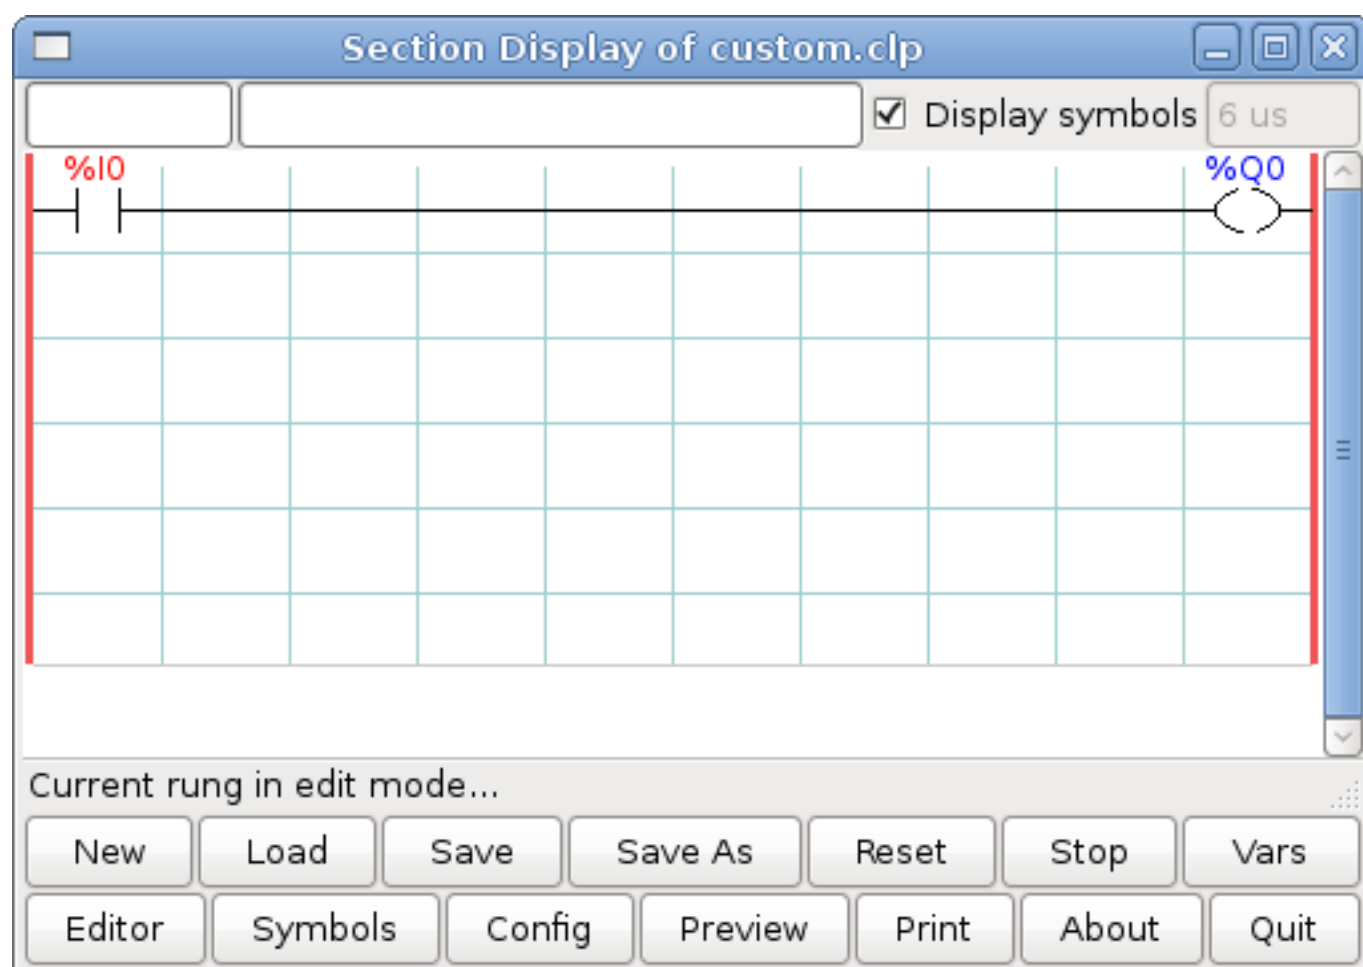 Section Display of custom.clp
Display symbols 6 us
%I0 %Q0
Current rung in edit mode...
New Load Save Save As Reset Stop Vars
Editor Symbols Config Preview Print About Quit